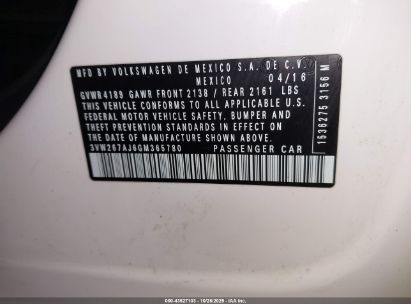 MFD BY VOLKSWAGEN DE MEXICO S.A. DE C.V.
MEXICO 04/16
GVWR 4189 GAWR FRONT 2138 / REAR 2161 LBS
THIS VEHICLE CONFORMS TO ALL APPLICABLE U.S.
FEDERAL MOTOR VEHICLE SAFETY, BUMPER AND
THEFT PREVENTION STANDARDS IN EFFECT ON
THE DATE OF MANUFACTURE SHOWN ABOVE
3VW267AJ6GM365780 PASSENGER CAR
1536275 3156 M